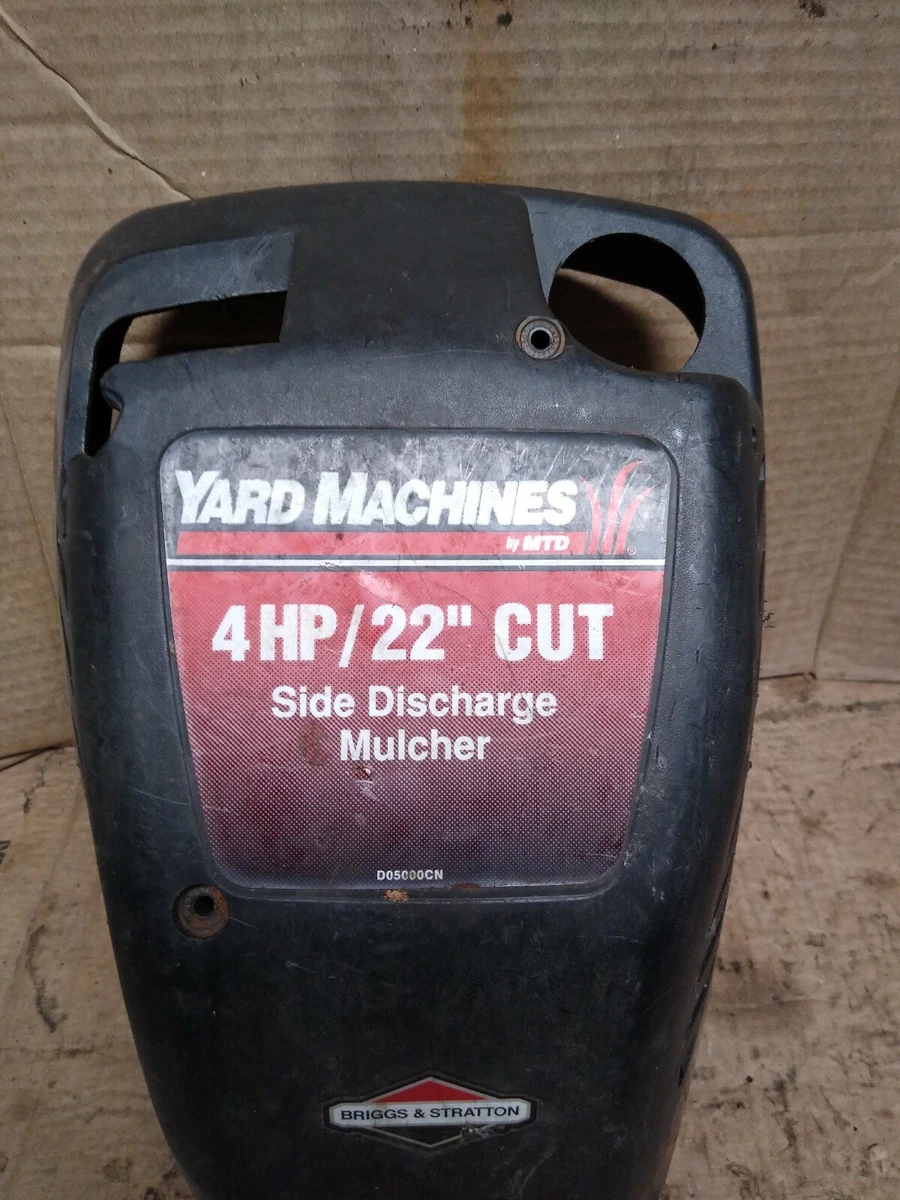 YARD MACHINES
by MTD
®
4 HP/22" CUT
Side Discharge
Mulcher
D05000CN
BRIGGS & STRATTON